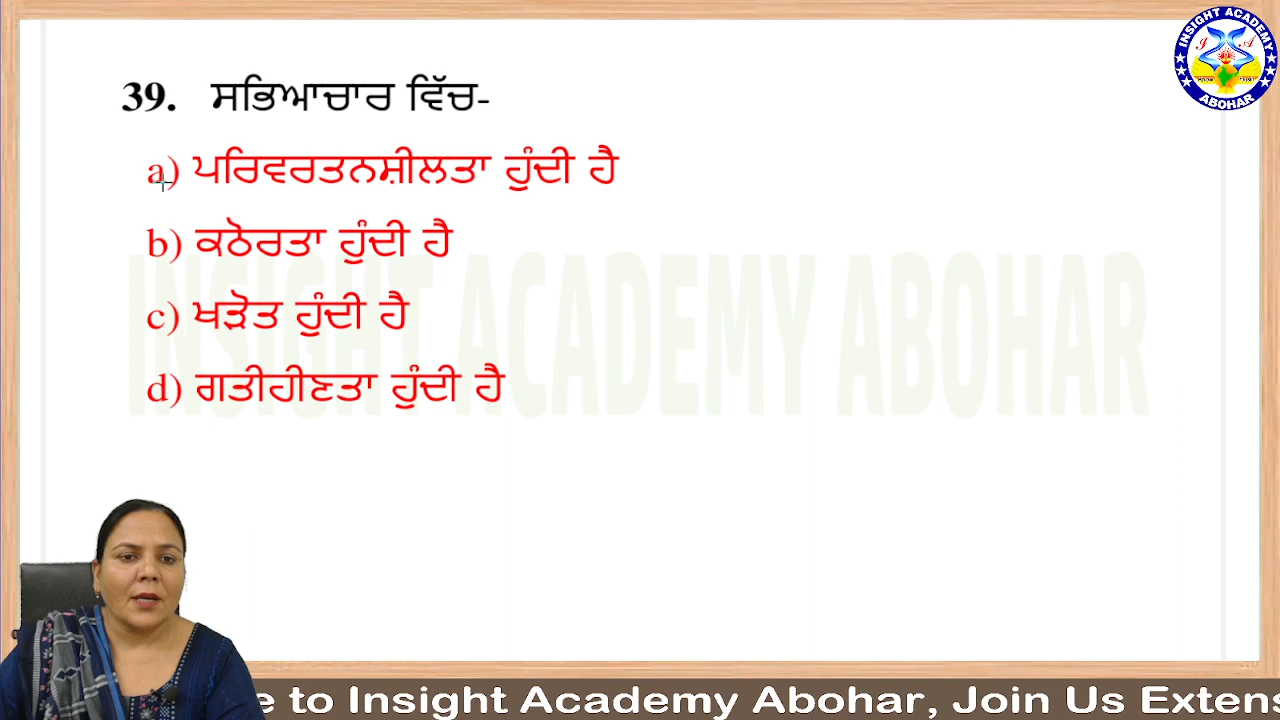 INSIGHT ACADEMY
I A
ABOHAR
39. ਸਭਿਆਚਾਰ ਵਿੱਚ-
a) ਪਰਿਵਰਤਨਸ਼ੀਲਤਾ ਹੁੰਦੀ ਹੈ
b) ਕਠੋਰਤਾ ਹੁੰਦੀ ਹੈ
c) ਖੜੋਤ ਹੁੰਦੀ ਹੈ
d) ਗਤੀਹੀਣਤਾ ਹੁੰਦੀ ਹੈ
INSIGHT ACADEMY ABOHAR
e to Insight Academy Abohar, Join Us Extens